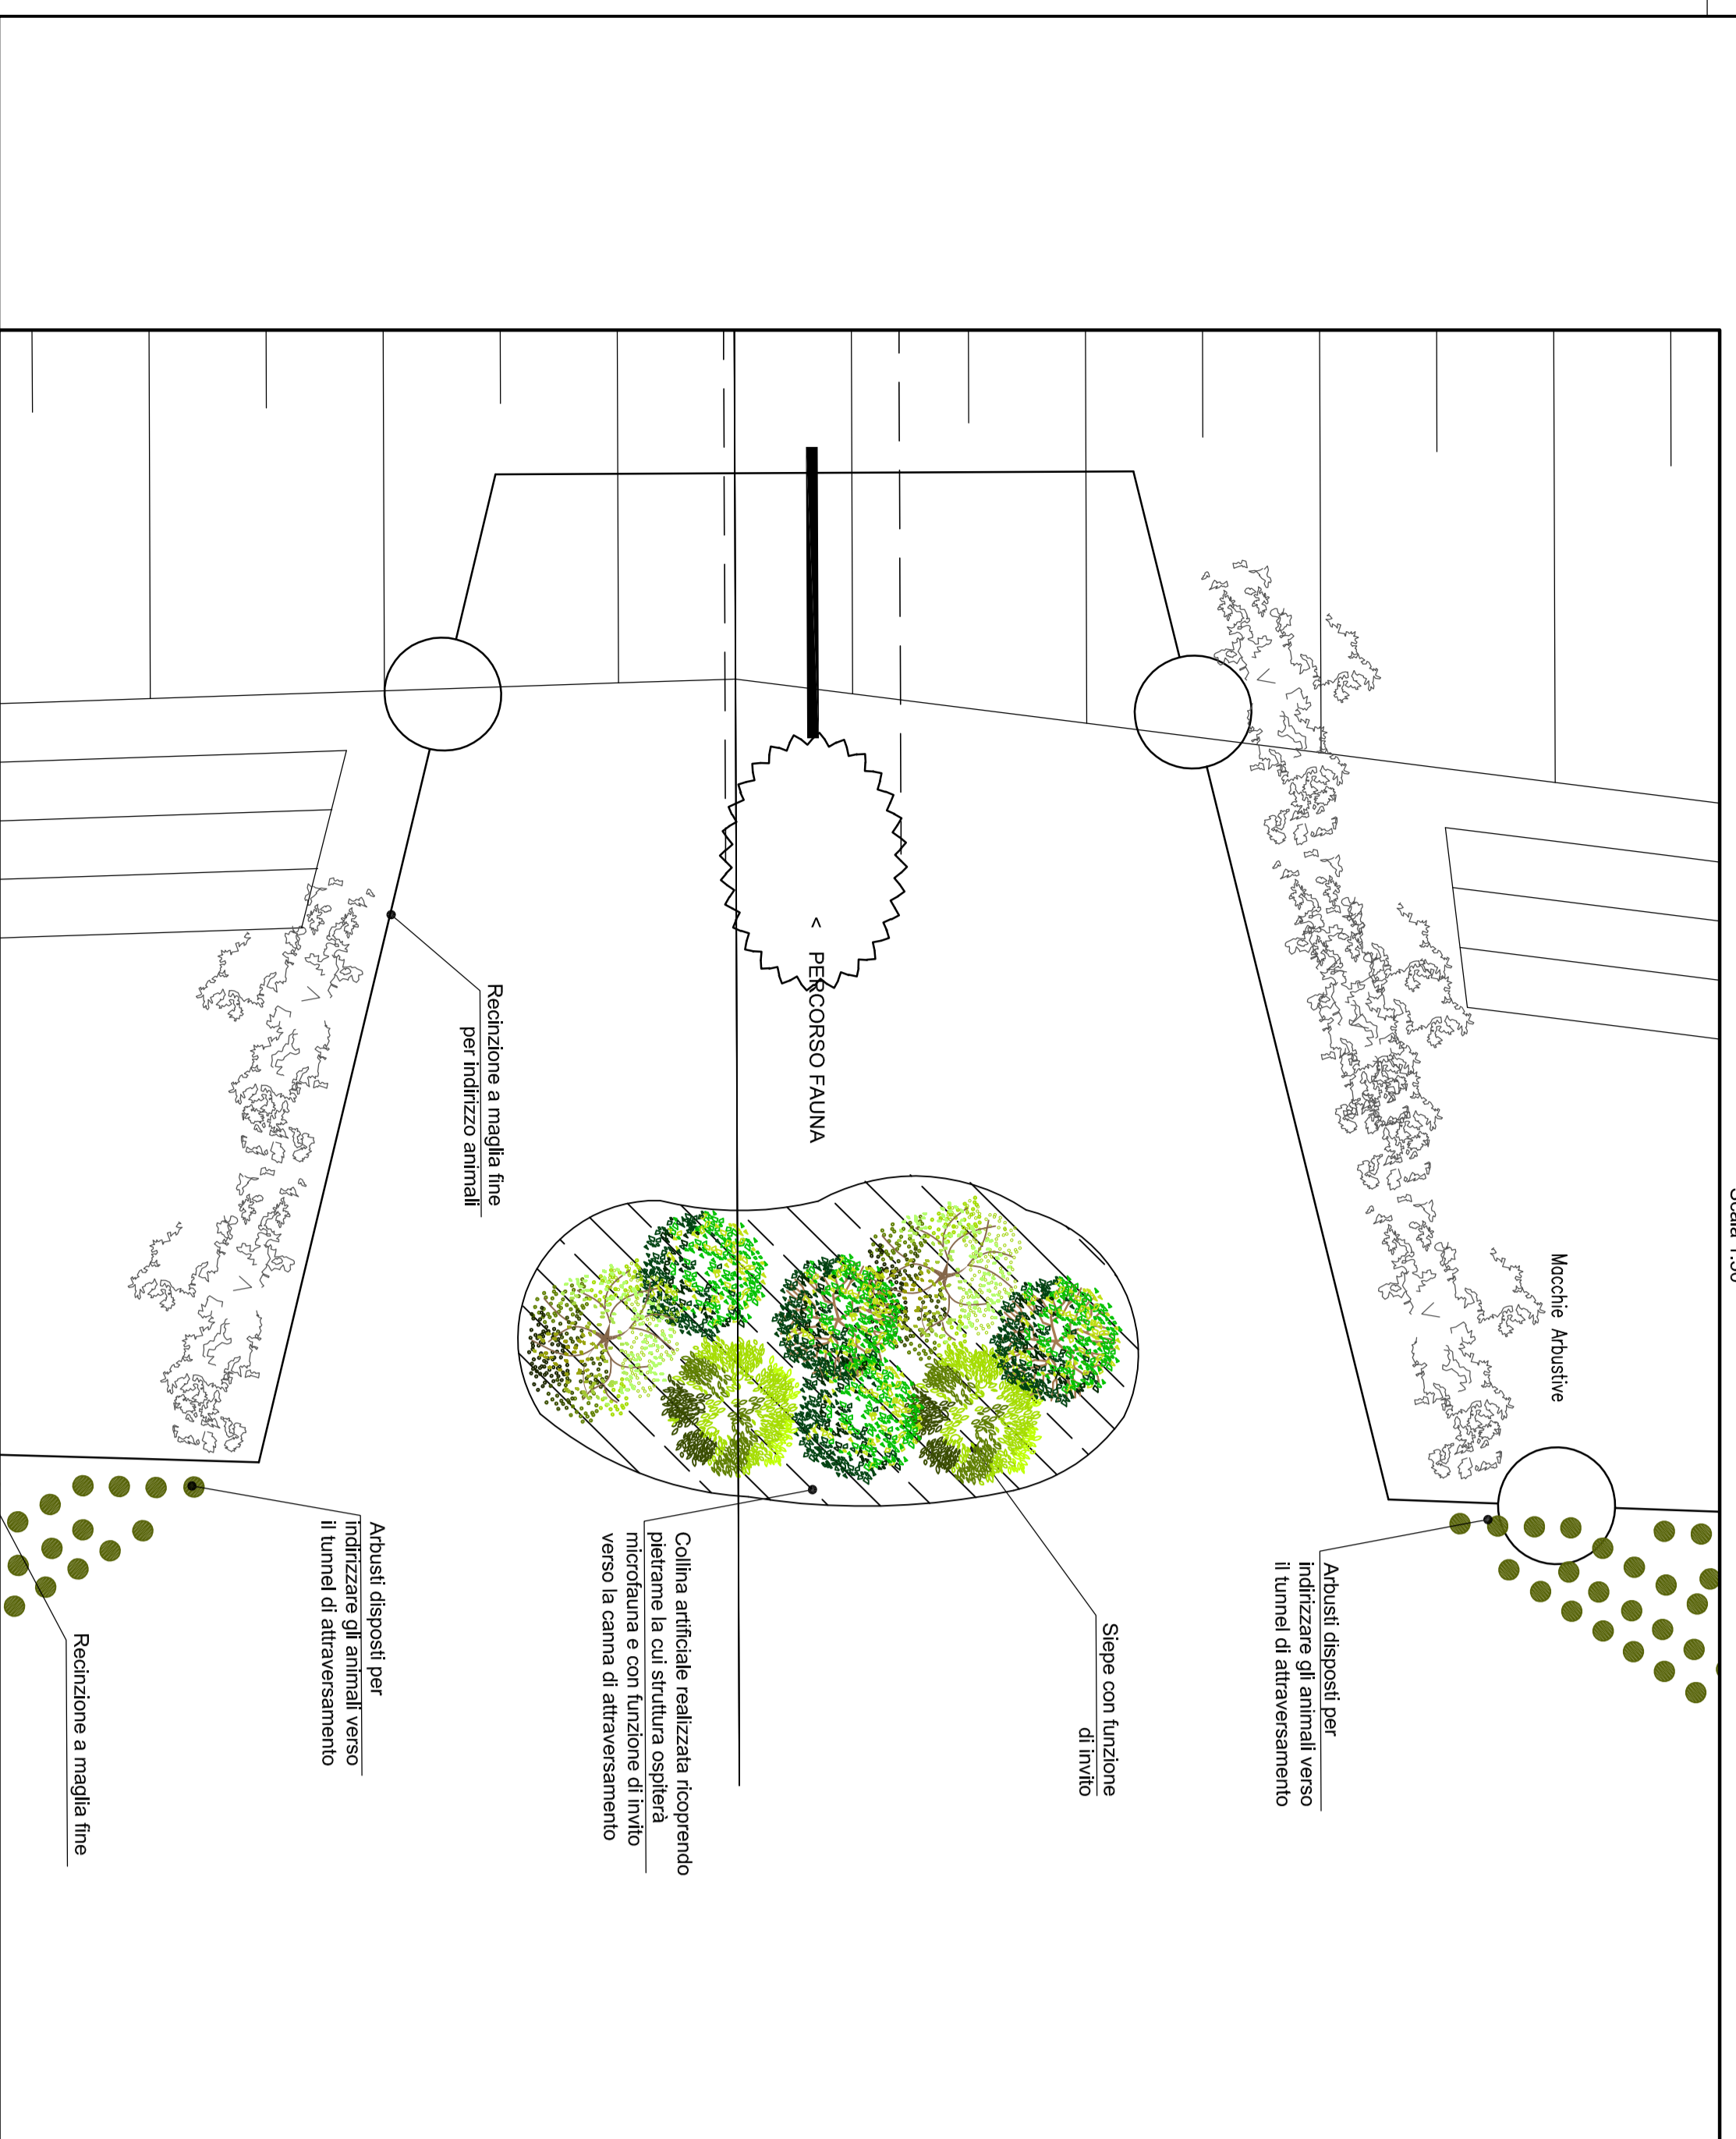 Macchie Arbustive
Arbusti disposti per
indirizzare gli animali verso
il tunnel di attraversamento
Siepe con funzione
di invito
< PERCORSO FAUNA
Collina artificiale realizzata ricoprendo
pietrame la cui struttura ospiterà
microfauna e con funzione di invito
verso la canna di attraversamento
Recinzione a maglia fine
per indirizzo animali
Arbusti disposti per
indirizzare gli animali verso
il tunnel di attraversamento
Recinzione a maglia fine